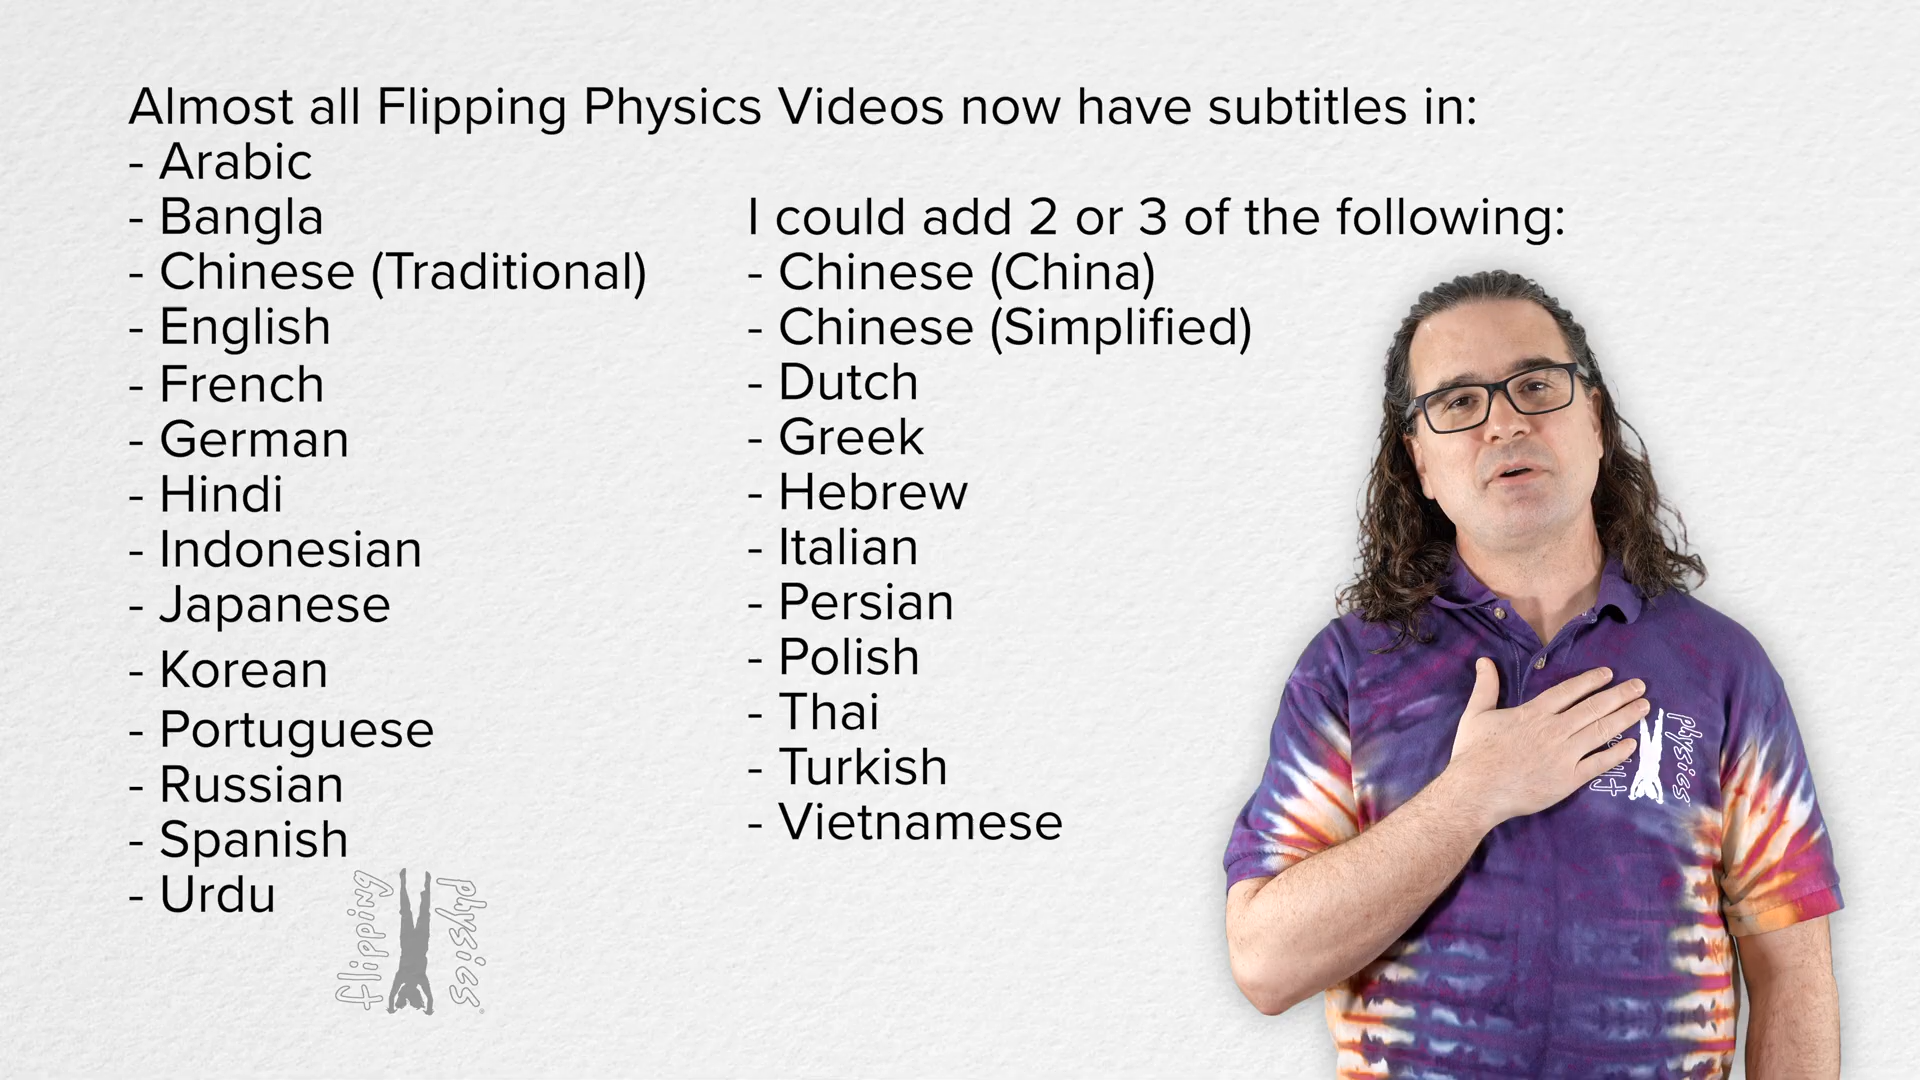 Almost all Flipping Physics Videos now have subtitles in:
- Arabic
- Bangla
- Chinese (Traditional)
- English
- French
- German
- Hindi
- Indonesian
- Japanese
- Korean
- Portuguese
- Russian
- Spanish
- Urdu
I could add 2 or 3 of the following:
- Chinese (China)
- Chinese (Simplified)
- Dutch
- Greek
- Hebrew
- Italian
- Persian
- Polish
- Thai
- Turkish
- Vietnamese
flipping
physics
physics